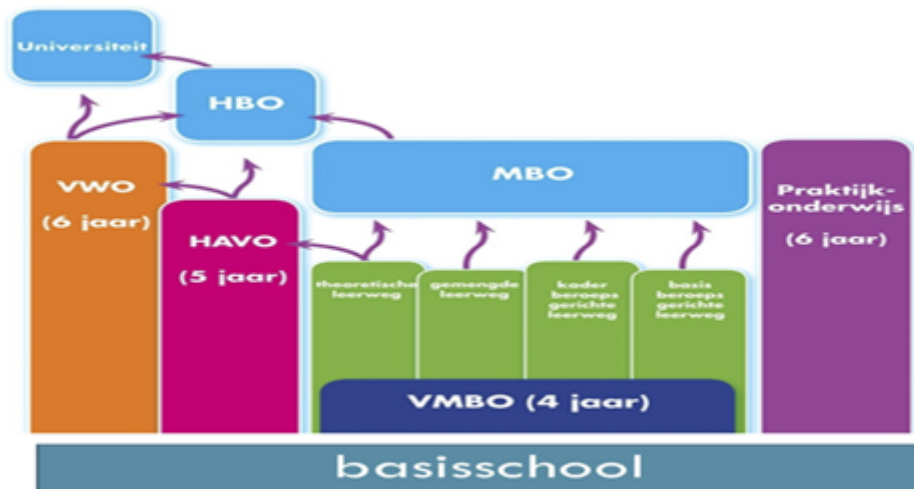 Universiteit
HBO
VWO
(6 jaar)
HAVO
(5 jaar)
MBO
Praktijk-
onderwijs
(6 jaar)
theoretische
leerweg
gemengde
leerweg
kader
beroeps
gerichte
leerweg
basis
beroeps
gerichte
leerweg
VMBO (4 jaar)
basisschool